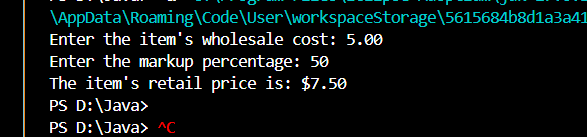 \AppData\Roaming\Code\User\workspaceStorage\5615684b8d1a3a41
Enter the item's wholesale cost: 5.00
Enter the markup percentage: 50
The item's retail price is: $7.50
PS D:\Java>
PS D:\Java> ^C